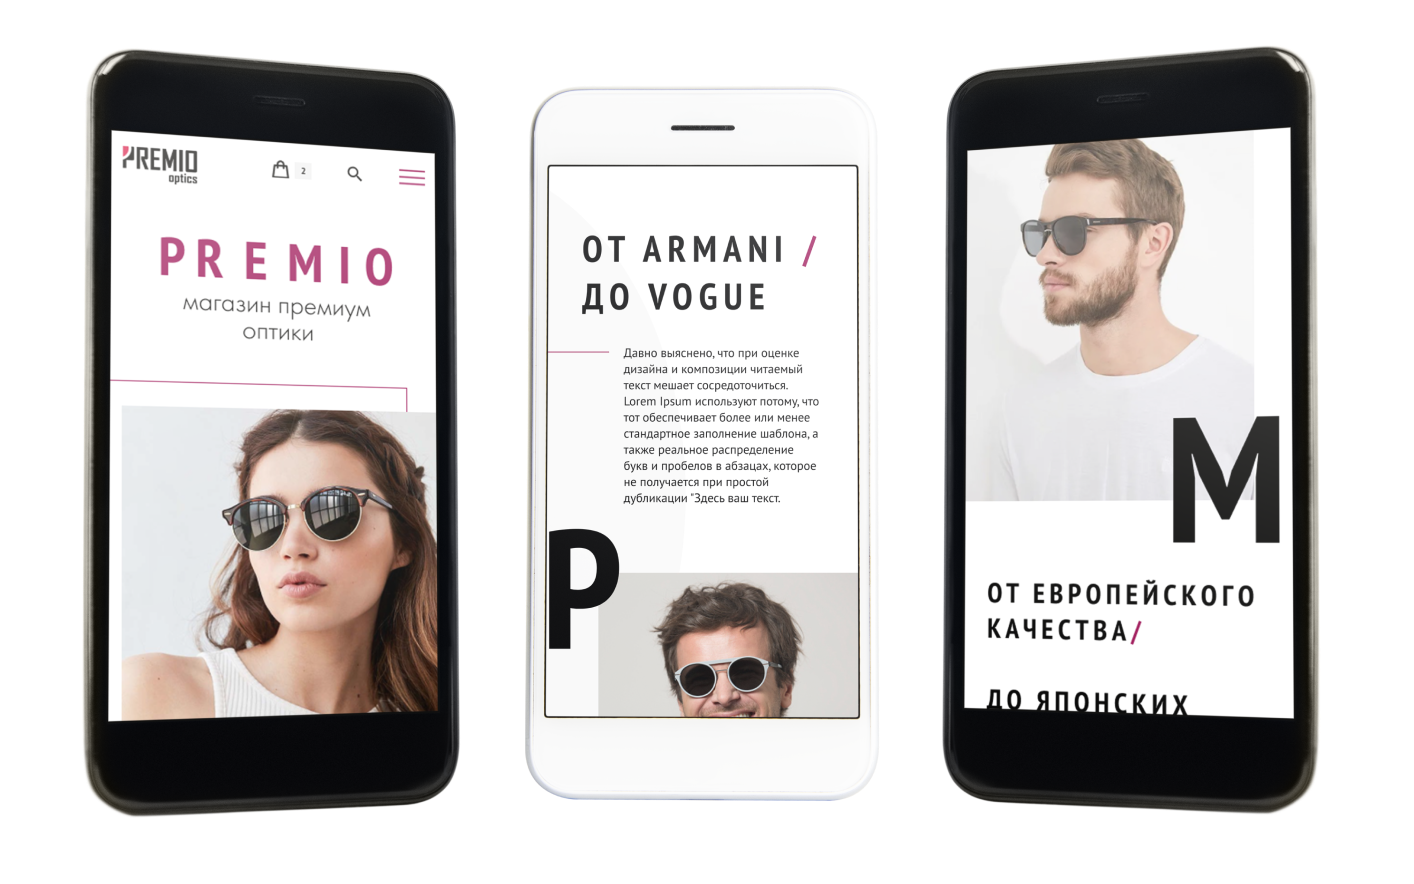 PREMIO
optics
2
PREMIO
магазин премиум
оптики
ОТ ARMANI /
ДО VOGUE
Давно выяснено, что при оценке
дизайна и композиции читаемый
текст мешает сосредоточиться.
Lorem Ipsum используют потому, что
тот обеспечивает более или менее
стандартное заполнение шаблона, а
также реальное распределение
букв и пробелов в абзацах, которое
не получается при простой
дубликации "Здесь ваш текст.
P
M
ОТ ЕВРОПЕЙСКОГО
КАЧЕСТВА/
ДО ЯПОНСКИХ